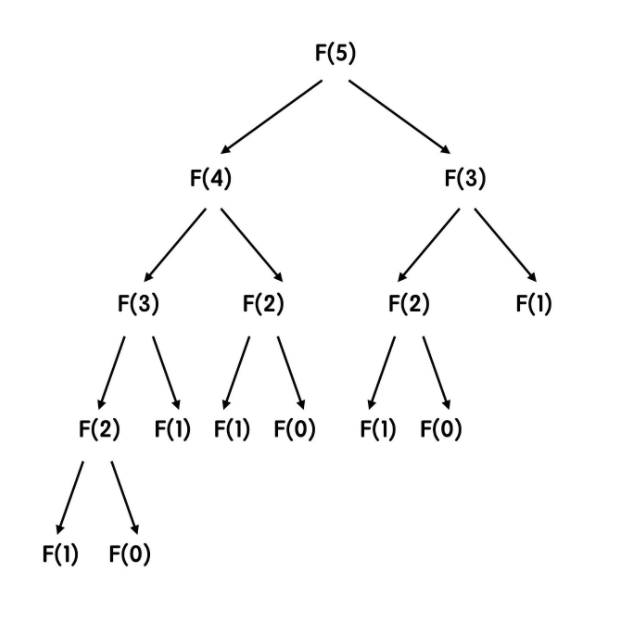 F(5)
F(4) F(3)
F(3) F(2) F(2) F(1)
F(2) F(1) F(1) F(0) F(1) F(0)
F(1) F(0)